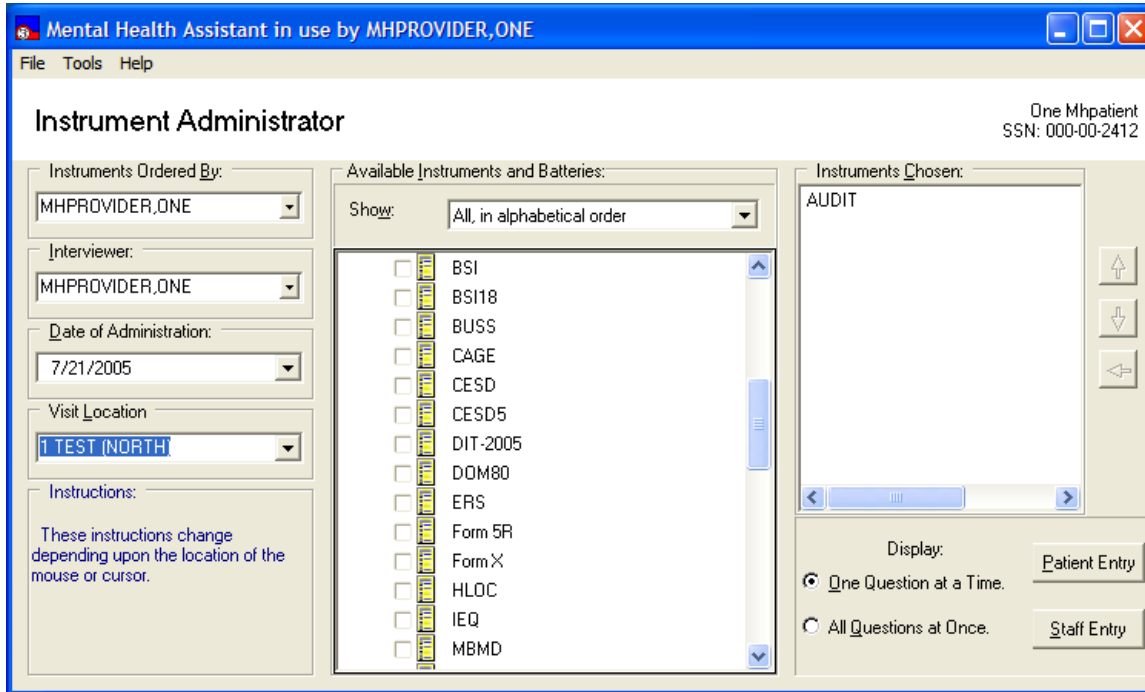 Mental Health Assistant in use by MHPROVIDER,ONE
File Tools Help
Instrument Administrator
One Mhpatient
SSN: 000-00-2412
Instruments Ordered By:
MHPROVIDER,ONE
Interviewer:
MHPROVIDER,ONE
Date of Administration:
7/21/2005
Visit Location
1 TEST (NORTH)
Instructions:
These instructions change
depending upon the location of the
mouse or cursor.
Available Instruments and Batteries:
Show: All, in alphabetical order
BSI
BSI18
BUSS
CAGE
CESD
CESD5
DIT-2005
DOM80
ERS
Form 5R
Form X
HLOC
IEQ
MBMD
Instruments Chosen:
AUDIT
Display:
One Question at a Time.
All Questions at Once.
Patient Entry
Staff Entry